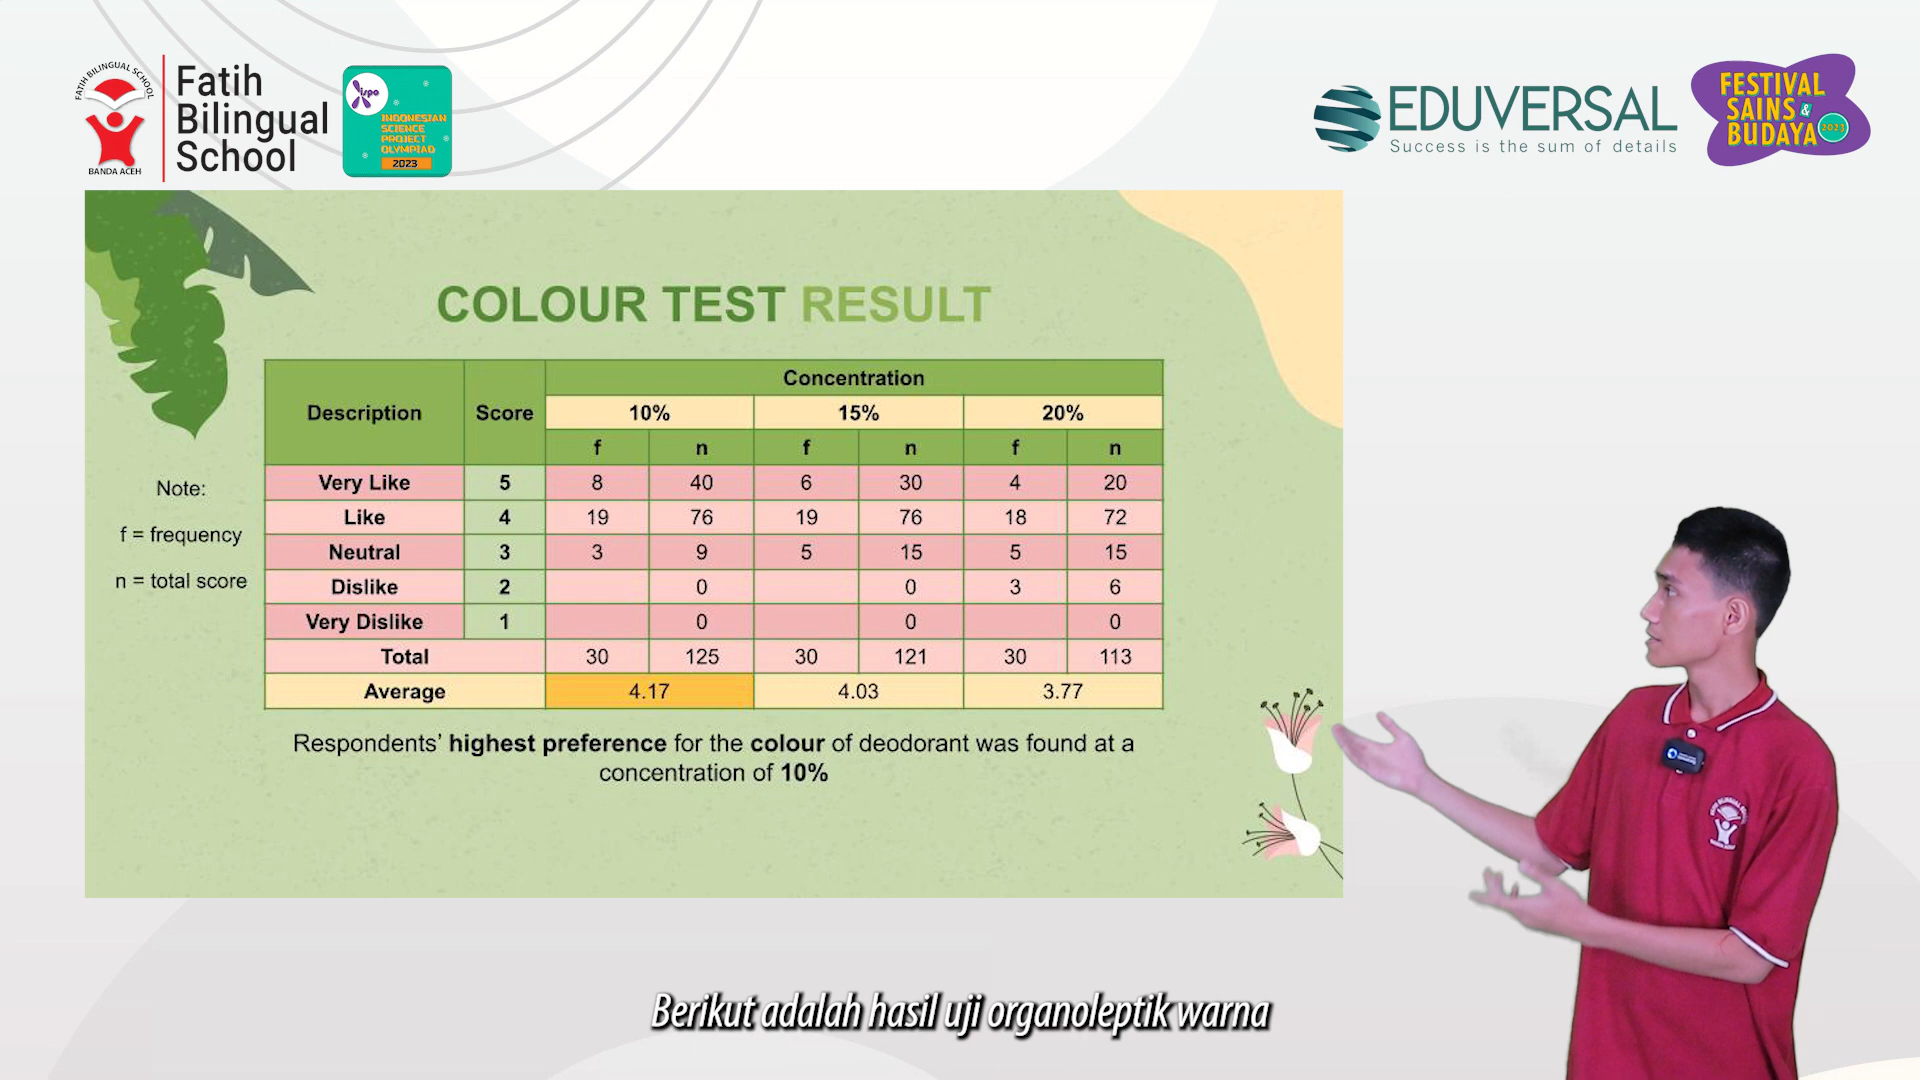 FATIH BILINGUAL SCHOOL
BANDA ACEH
Fatih
Bilingual
School
ispo
INDONESIAN
SCIENCE
PROJECT
OLYMPIAD
2023
EDUVERSAL
Success is the sum of details
FESTIVAL
SAINS &
BUDAYA 2023
COLOUR TEST RESULT
Description Score Concentration
10% 15% 20%
f n f n f n
Very Like 5 8 40 6 30 4 20
Like 4 19 76 19 76 18 72
Neutral 3 3 9 5 15 5 15
Dislike 2 0 0 3 6
Very Dislike 1 0 0 0
Total 30 125 30 121 30 113
Average 4.17 4.03 3.77
Note:
f = frequency
n = total score
Respondents’ highest preference for the colour of deodorant was found at a
concentration of 10%
Berikut adalah hasil uji organoleptik warna